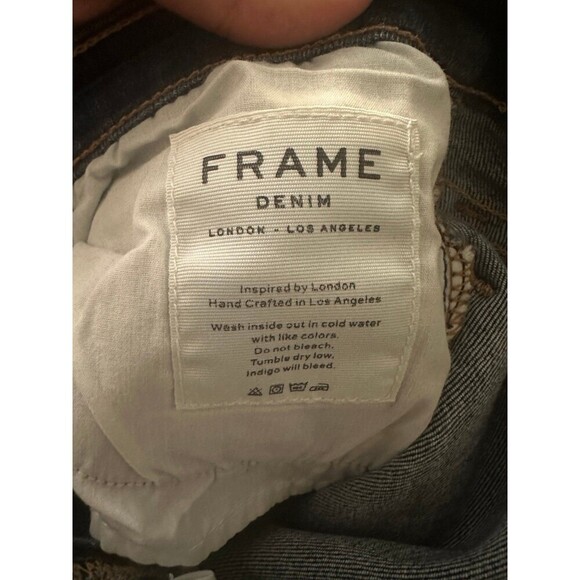 FRAME
DENIM
LONDON - LOS ANGELES
Inspired by London
Hand Crafted in Los Angeles
Wash inside out in cold water
with like colors.
Do not bleach.
Tumble dry low.
Indigo will bleed.